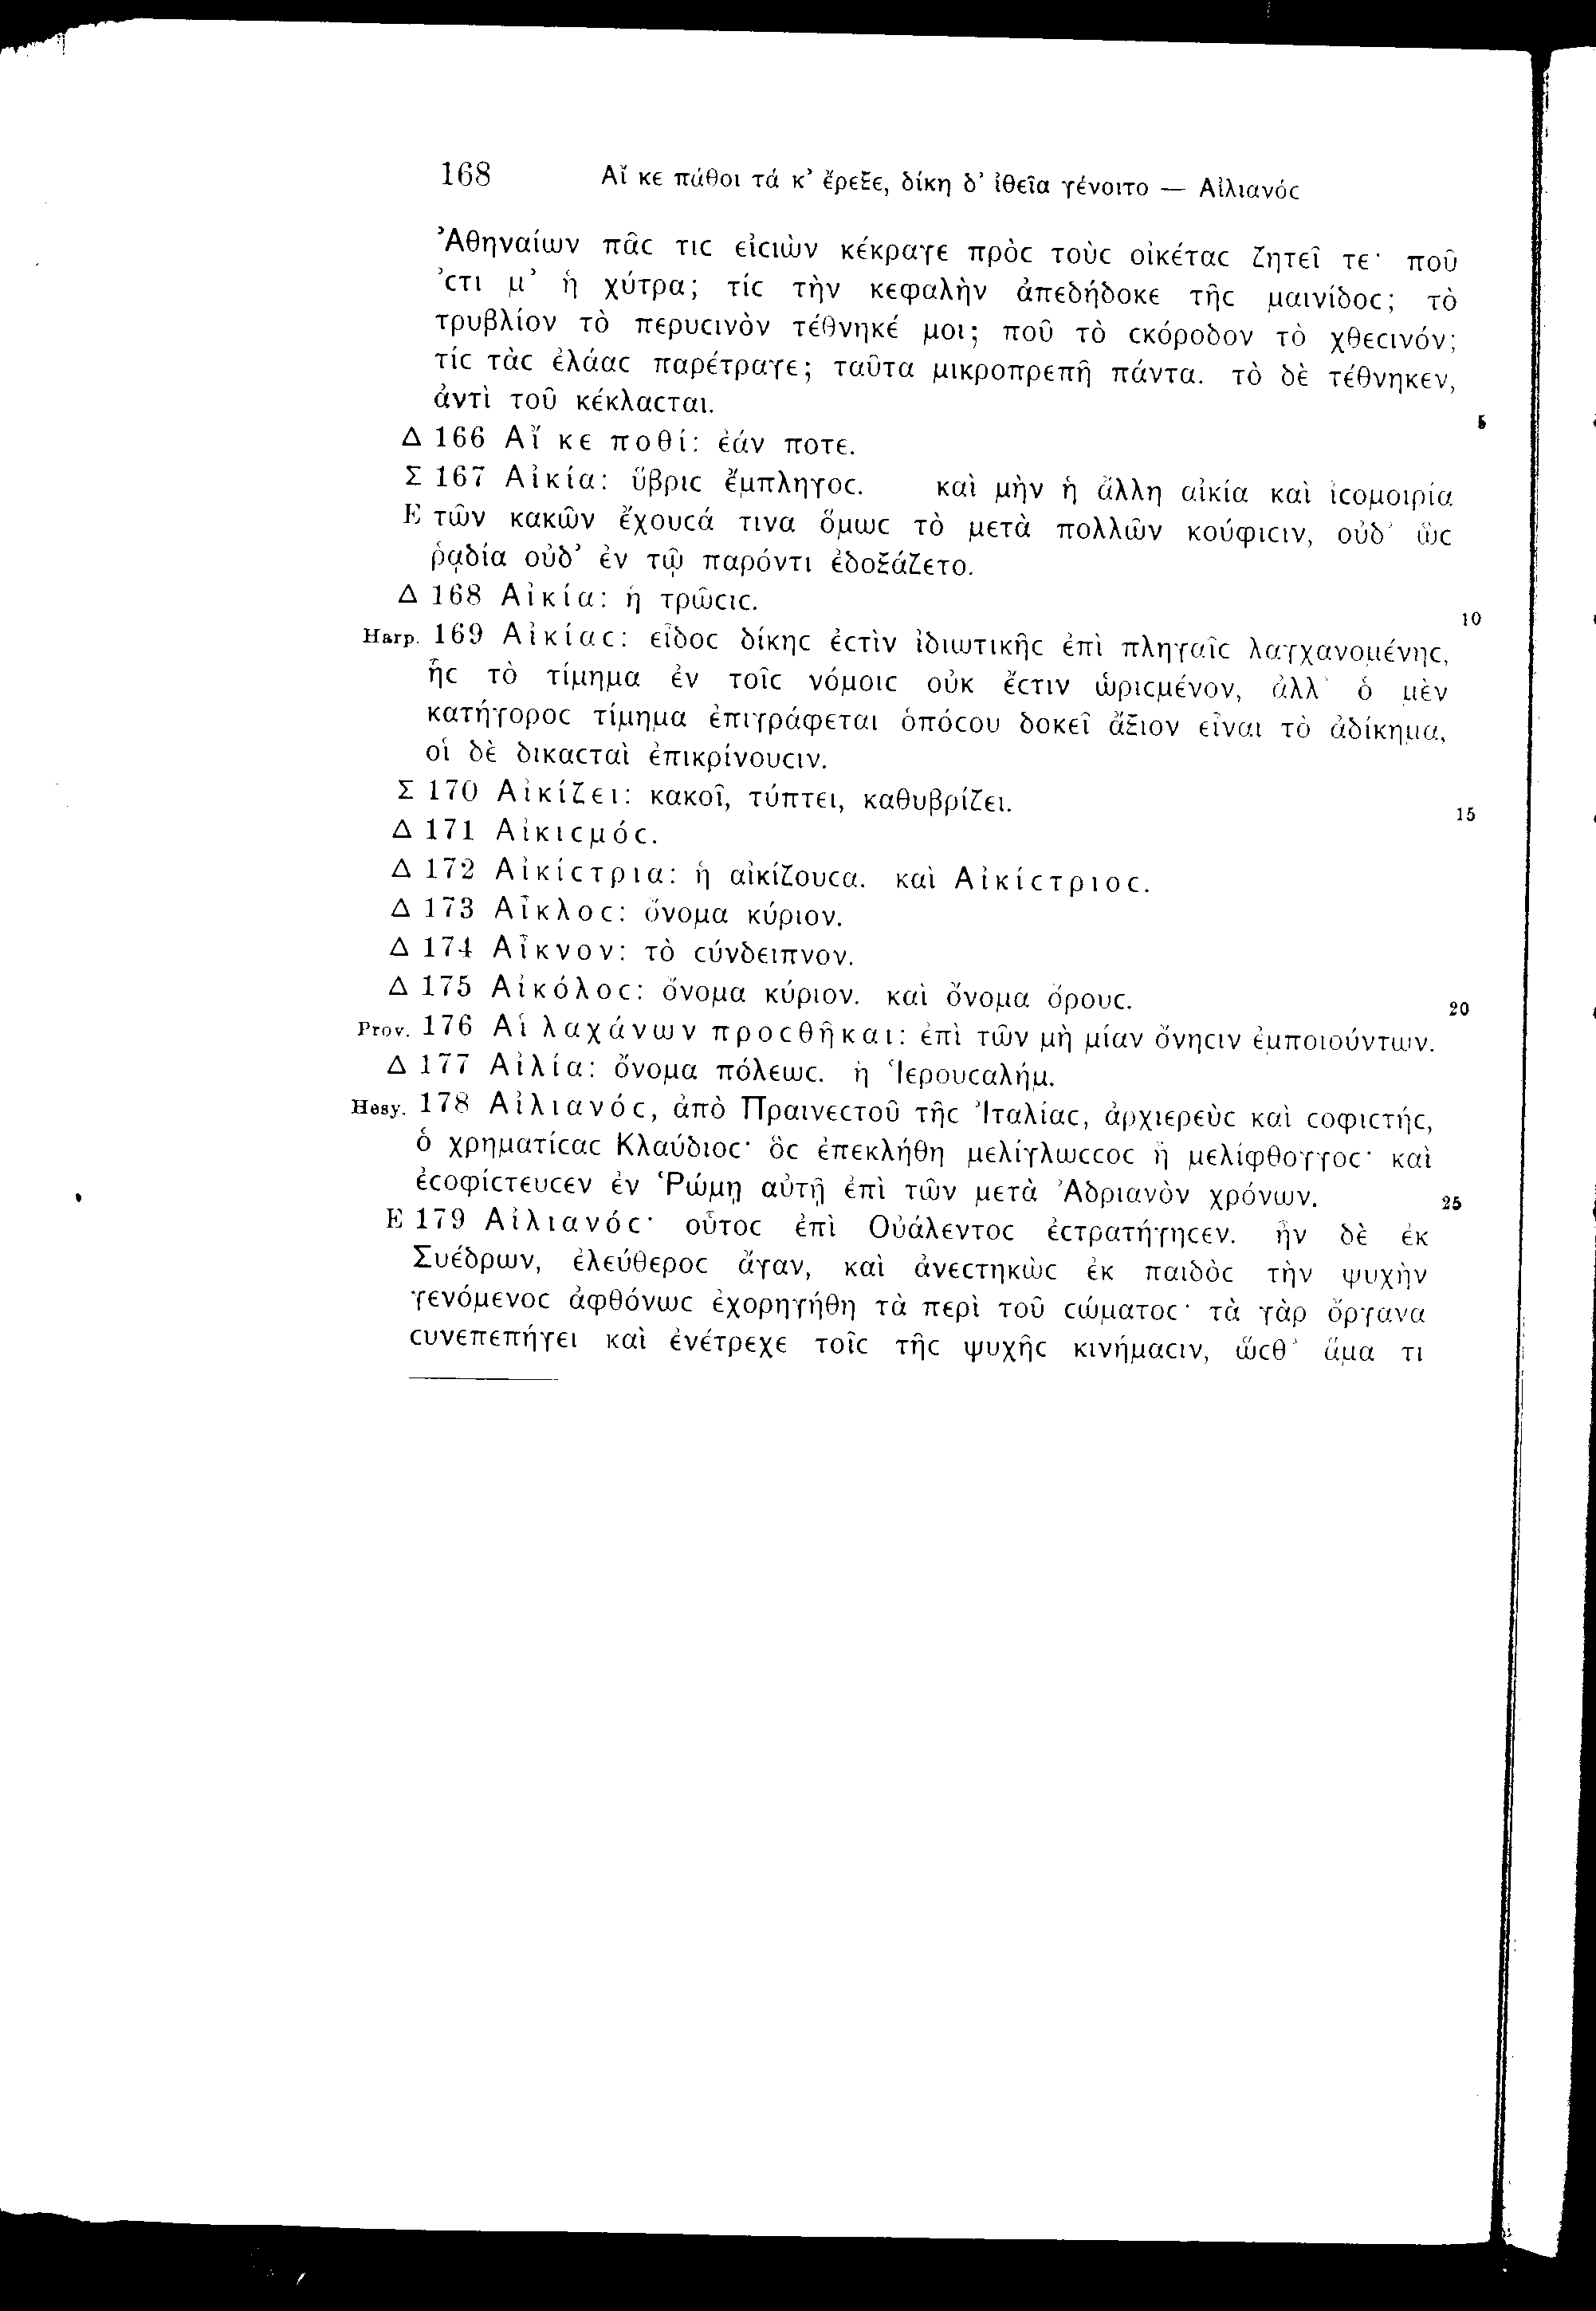 168 Αἴ κε πάθοι τά κ’ ἔρεξε, δίκη δ’ ἰθεῖα γένοιτο — Αἰλιανόϲ
Ἀθηναίων πᾶϲ τιϲ εἰϲιὼν κέκραγε πρὸϲ τοὺϲ οἰκέταϲ ζητεῖ τε· ποῦ
’ϲτι μ’ ἡ χύτρα; τίϲ τὴν κεφαλὴν ἀπεδήδοκε τῆϲ μαινίδοϲ; τὸ
τρυβλίον τὸ περυϲινὸν τέθνηκέ μοι; ποῦ τὸ ϲκόροδον τὸ χθεϲινόν;
τίϲ τὰϲ ἐλάαϲ παρέτραγε; ταῦτα μικροπρεπῆ πάντα. τὸ δὲ τέθνηκεν,
ἀντὶ τοῦ κέκλαϲται. 5
Δ 166 Αἴ κε ποθί: ἐάν ποτε.
Σ 167 Αἰκία: ὕβριϲ ἔμπληγοϲ. καὶ μὴν ἡ ἄλλη αἰκία καὶ ἰϲομοιρία
E τῶν κακῶν ἔχουϲά τινα ὅμωϲ τὸ μετὰ πολλῶν κούφιϲιν, οὐδ’ ὣϲ
ῥᾳδία οὐδ’ ἐν τῷ παρόντι ἐδοξάζετο.
Δ 168 Αἰκία: ἡ τρῶϲιϲ. 10
Harp. 169 Αἰκίαϲ: εἶδοϲ δίκηϲ ἐϲτὶν ἰδιωτικῆϲ ἐπὶ πληγαῖϲ λαγχανομένηϲ,
ἧϲ τὸ τίμημα ἐν τοῖϲ νόμοιϲ οὐκ ἔϲτιν ὡριϲμένον, ἀλλ’ ὁ μὲν
κατήγοροϲ τίμημα ἐπιγράφεται ὁπόϲου δοκεῖ ἄξιον εἶναι τὸ ἀδίκημα,
οἱ δὲ δικαϲταὶ ἐπικρίνουϲιν.
Σ 170 Αἰκίζει: κακοῖ, τύπτει, καθυβρίζει. 15
Δ 171 Αἰκιϲμόϲ.
Δ 172 Αἰκίϲτρια: ἡ αἰκίζουϲα. καὶ Αἰκίϲτριοϲ.
Δ 173 Αἶκλοϲ: ὄνομα κύριον.
Δ 174 Αἶκνον: τὸ ϲύνδειπνον.
Δ 175 Αἰκόλοϲ: ὄνομα κύριον. καὶ ὄνομα ὄρουϲ. 20
Prov. 176 Αἱ λαχάνων προϲθῆκαι: ἐπὶ τῶν μὴ μίαν ὄνηϲιν ἐμποιούντων.
Δ 177 Αἰλία: ὄνομα πόλεωϲ. ἡ Ἱερουϲαλήμ.
Hesy. 178 Αἰλιανόϲ, ἀπὸ Πραινεϲτοῦ τῆϲ Ἰταλίαϲ, ἀρχιερεὺϲ καὶ ϲοφιϲτήϲ,
ὁ χρηματίϲαϲ Κλαύδιοϲ· ὃϲ ἐπεκλήθη μελίγλωϲϲοϲ ἢ μελίφθογγοϲ· καὶ
ἐϲοφίϲτευϲεν ἐν Ῥώμῃ αὐτῇ ἐπὶ τῶν μετὰ Ἀδριανὸν χρόνων. 25
E 179 Αἰλιανόϲ· οὗτοϲ ἐπὶ Οὐάλεντοϲ ἐϲτρατήγηϲεν. ἦν δὲ ἐκ
Συέδρων, ἐλεύθεροϲ ἄγαν, καὶ ἀνεϲτηκὼϲ ἐκ παιδὸϲ τὴν ψυχὴν
γενόμενοϲ ἀφθόνωϲ ἐχορηγήθη τὰ περὶ τοῦ ϲώματοϲ· τὰ γὰρ ὄργανα
ϲυνεπεπήγει καὶ ἐνέτρεχε τοῖϲ τῆϲ ψυχῆϲ κινήμαϲιν, ὥϲθ’ ἅμα τι